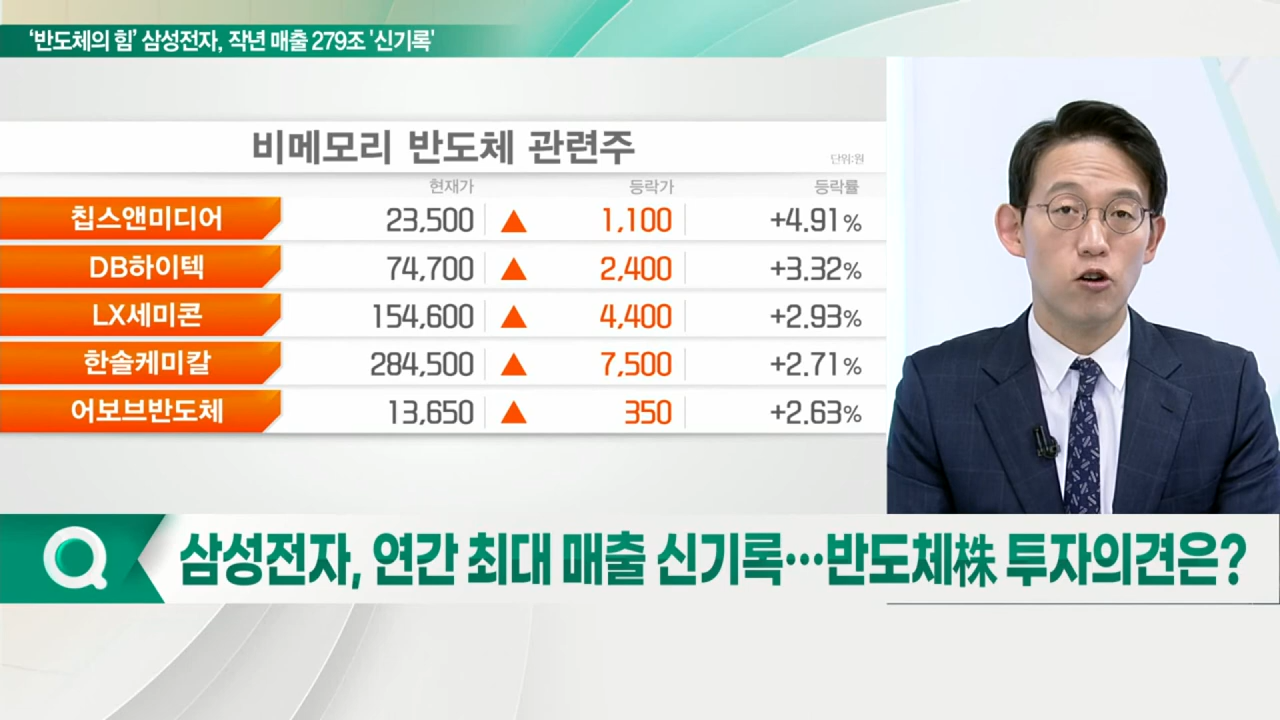 ‘반도체의 힘’ 삼성전자, 작년 매출 279조 '신기록'
비메모리 반도체 관련주
단위:원
현재가 등락가 등락률
칩스앤미디어 23,500 ▲ 1,100 +4.91%
DB하이텍 74,700 ▲ 2,400 +3.32%
LX세미콘 154,600 ▲ 4,400 +2.93%
한솔케미칼 284,500 ▲ 7,500 +2.71%
어보브반도체 13,650 ▲ 350 +2.63%
삼성전자, 연간 최대 매출 신기록…반도체株 투자의견은?